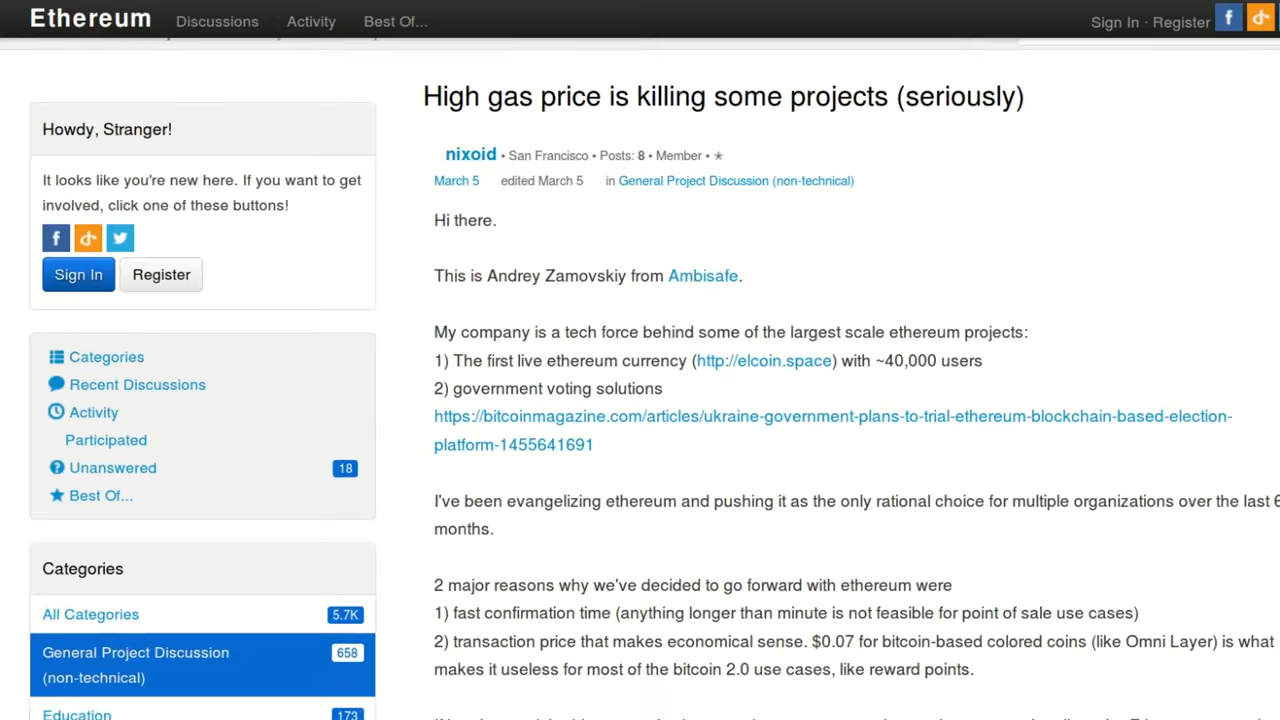 Ethereum Discussions Activity Best Of... Sign In · Register
Howdy, Stranger!
It looks like you're new here. If you want to get
involved, click one of these buttons!
Sign In Register
Categories
Recent Discussions
Activity
Participated
Unanswered 18
Best Of...
Categories
All Categories 5.7K
General Project Discussion 658
(non-technical)
Education 173
High gas price is killing some projects (seriously)
nixoid • San Francisco • Posts: 8 • Member • ★
March 5 edited March 5 in General Project Discussion (non-technical)
Hi there.
This is Andrey Zamovskiy from Ambisafe.
My company is a tech force behind some of the largest scale ethereum projects:
1) The first live ethereum currency (http://elcoin.space) with ~40,000 users
2) government voting solutions
https://bitcoinmagazine.com/articles/ukraine-government-plans-to-trial-ethereum-blockchain-based-election-
platform-1455641691
I've been evangelizing ethereum and pushing it as the only rational choice for multiple organizations over the last 6
months.
2 major reasons why we've decided to go forward with ethereum were
1) fast confirmation time (anything longer than minute is not feasible for point of sale use cases)
2) transaction price that makes economical sense. $0.07 for bitcoin-based colored coins (like Omni Layer) is what
makes it useless for most of the bitcoin 2.0 use cases, like reward points.